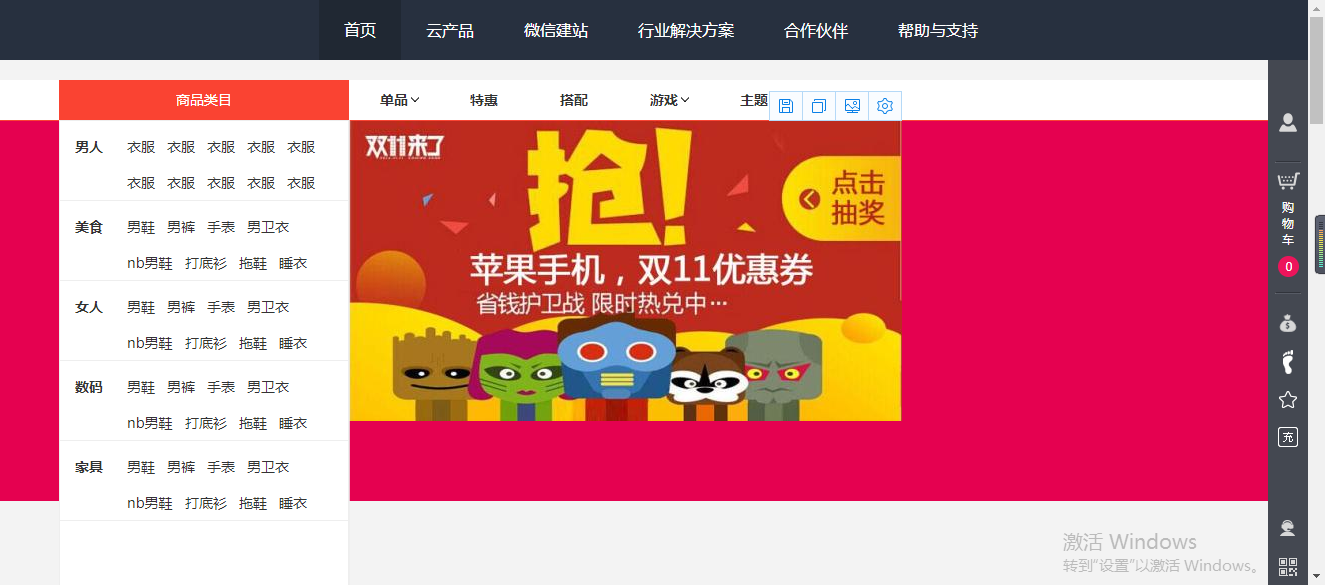 首页 云产品 微信建站 行业解决方案 合作伙伴 帮助与支持
商品类目 单品 特惠 搭配 游戏 主题
男人 衣服 衣服 衣服 衣服 衣服
衣服 衣服 衣服 衣服 衣服
美食 男鞋 男裤 手表 男卫衣
nb男鞋 打底衫 拖鞋 睡衣
女人 男鞋 男裤 手表 男卫衣
nb男鞋 打底衫 拖鞋 睡衣
数码 男鞋 男裤 手表 男卫衣
nb男鞋 打底衫 拖鞋 睡衣
家具 男鞋 男裤 手表 男卫衣
nb男鞋 打底衫 拖鞋 睡衣
双11来了
抢!
点击
抽奖
苹果手机，双11优惠券
省钱护卫战 限时热兑中…
购
物
车
0
充
激活 Windows
转到"设置"以激活 Windows。